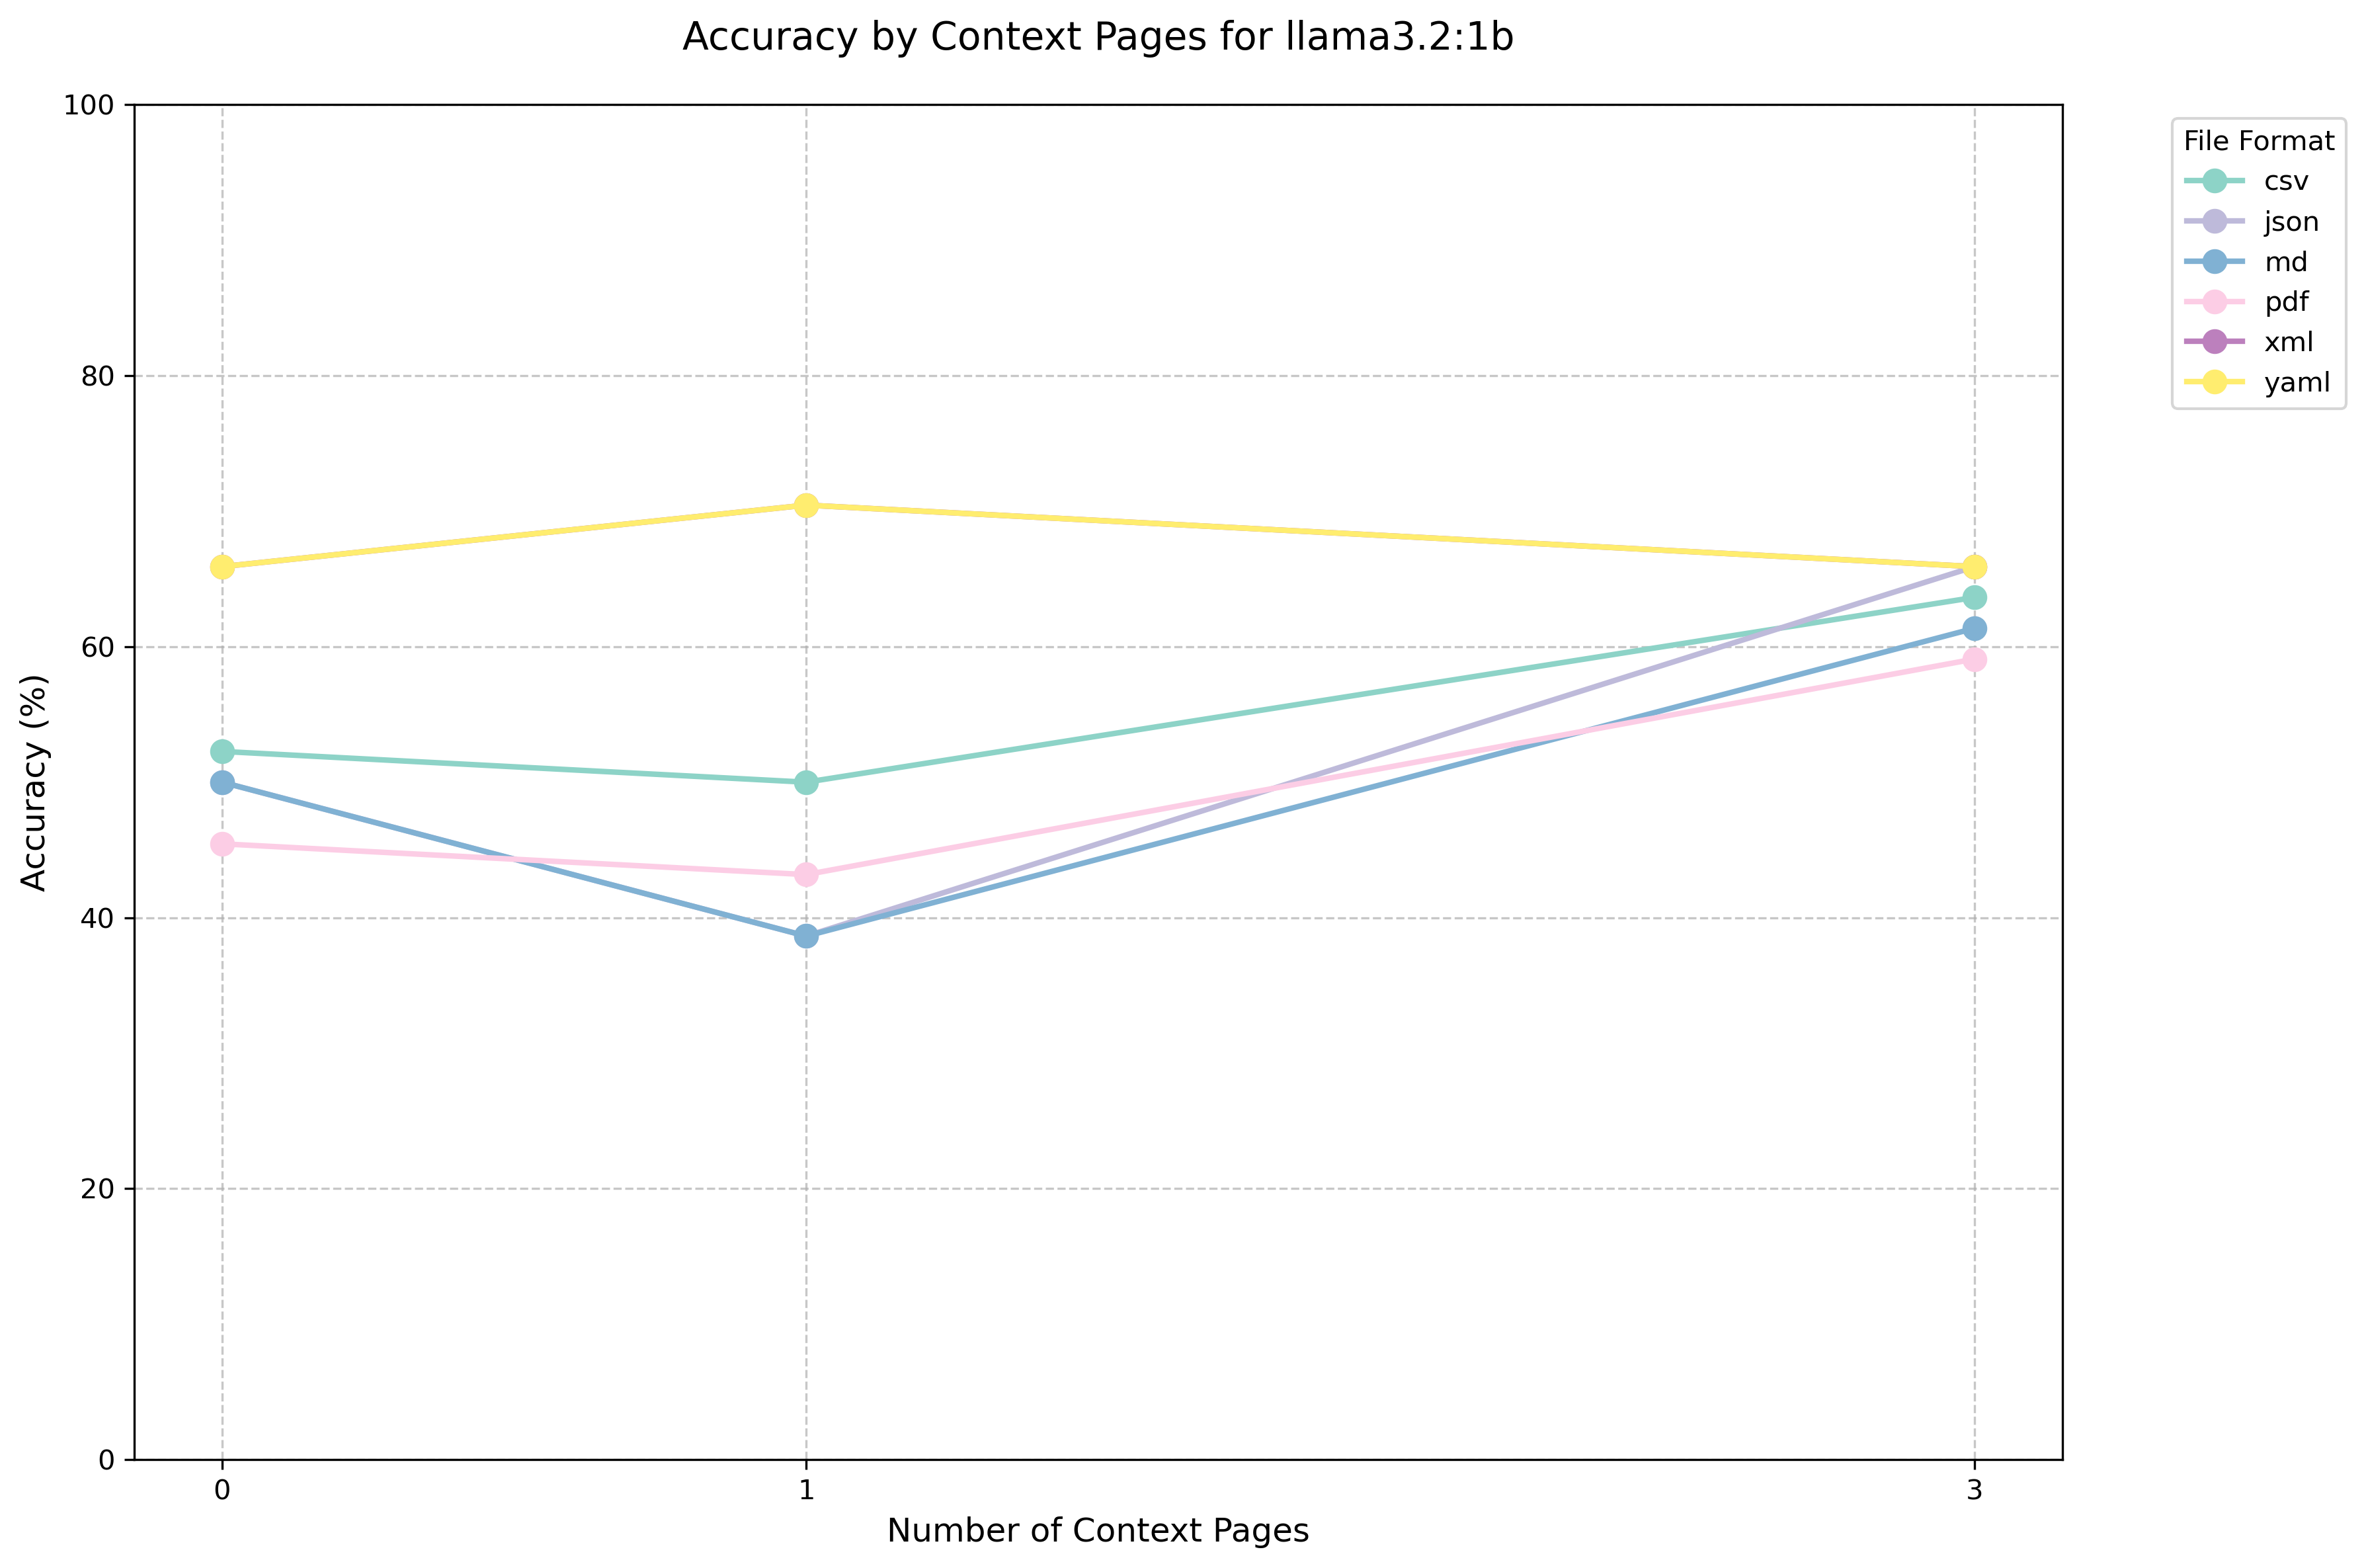 Accuracy by Context Pages for llama3.2:1b
100
80
60
40
20
0
Accuracy (%)
0 1 3
Number of Context Pages
File Format
csv
json
md
pdf
xml
yaml